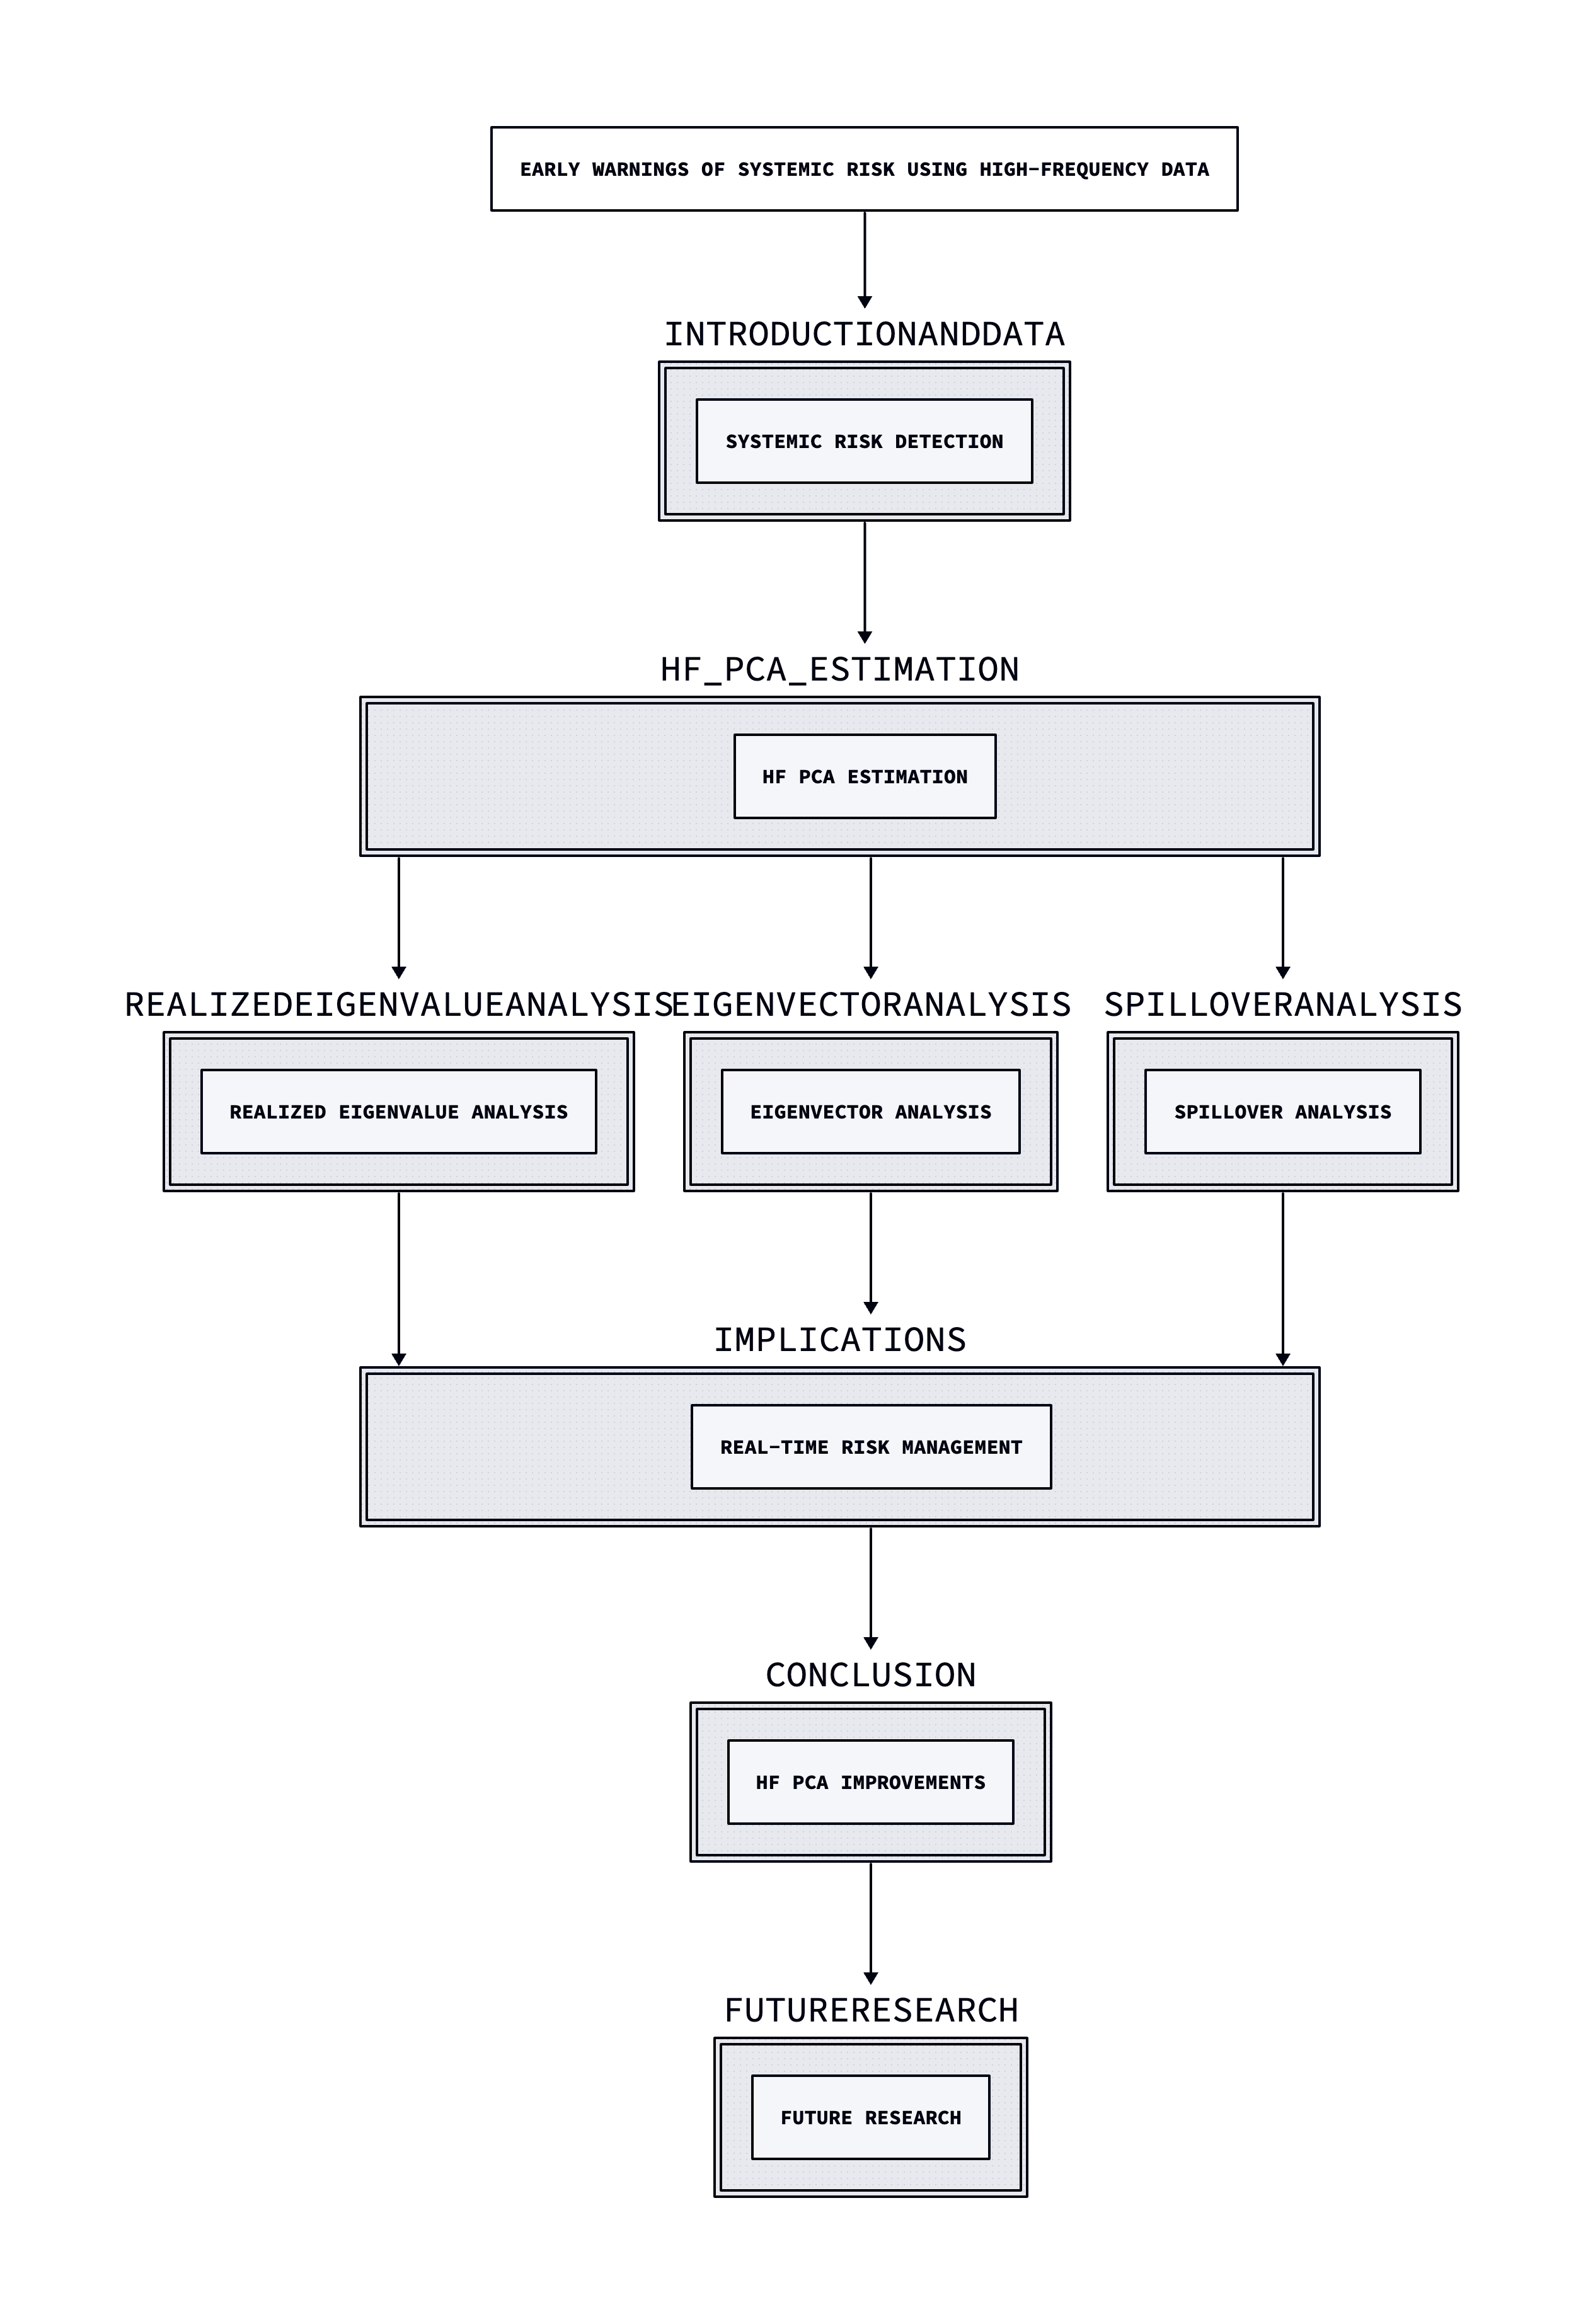 EARLY WARNINGS OF SYSTEMIC RISK USING HIGH-FREQUENCY DATA
INTRODUCTIONANDDATA
SYSTEMIC RISK DETECTION
HF_PCA_ESTIMATION
HF PCA ESTIMATION
REALIZEDEIGENVALUEANALYSIS
EIGENVECTORANALYSIS
SPILLOVERANALYSIS
REALIZED EIGENVALUE ANALYSIS
EIGENVECTOR ANALYSIS
SPILLOVER ANALYSIS
IMPLICATIONS
REAL-TIME RISK MANAGEMENT
CONCLUSION
HF PCA IMPROVEMENTS
FUTURERESEARCH
FUTURE RESEARCH